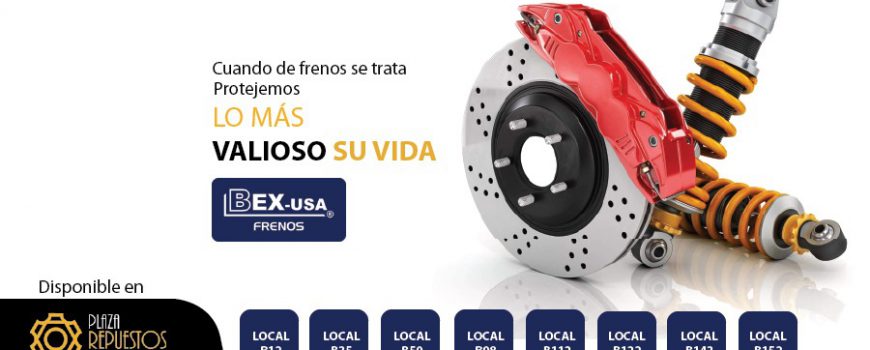 Cuando de frenos se trata
Protejemos
LO MÁS
VALIOSO SU VIDA
BEX-USA ®
FRENOS
Disponible en
PLAZA
REPUESTOS
LOCAL LOCAL LOCAL LOCAL LOCAL LOCAL LOCAL LOCAL